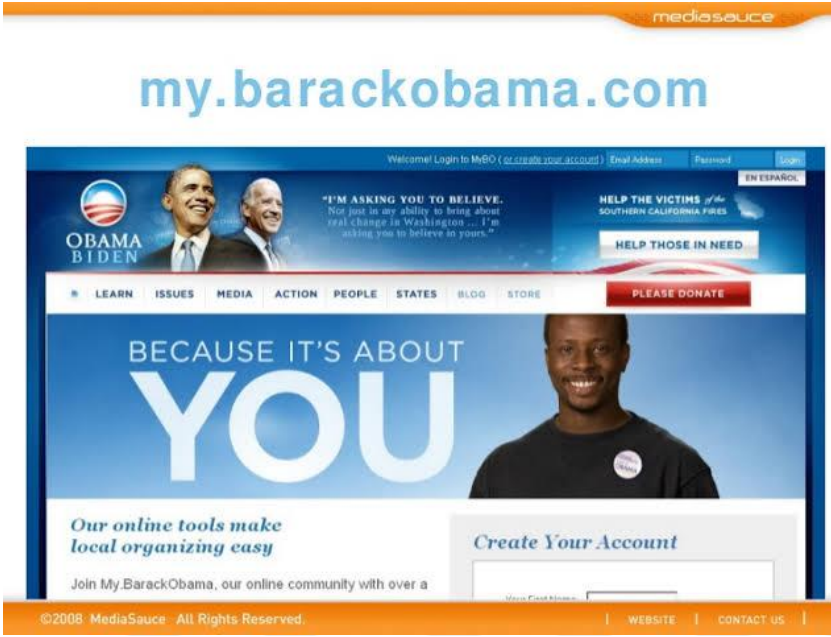 mediasauce
my.barackobama.com
Welcome! Login to MyBO ( or create your account ) Email Address Password Login
EN ESPAÑOL
OBAMA
BIDEN
"I'M ASKING YOU TO BELIEVE.
Not just in my ability to bring about
real change in Washington ... I'm
asking you to believe in yours."
HELP THE VICTIMS of the
SOUTHERN CALIFORNIA FIRES
HELP THOSE IN NEED
LEARN ISSUES MEDIA ACTION PEOPLE STATES BLOG STORE
PLEASE DONATE
BECAUSE IT'S ABOUT
YOU
OBAMA
Our online tools make
local organizing easy
Join My.BarackObama, our online community with over a
Create Your Account
Your First Name:
©2008 MediaSauce All Rights Reserved.
| WEBSITE | CONTACT US |